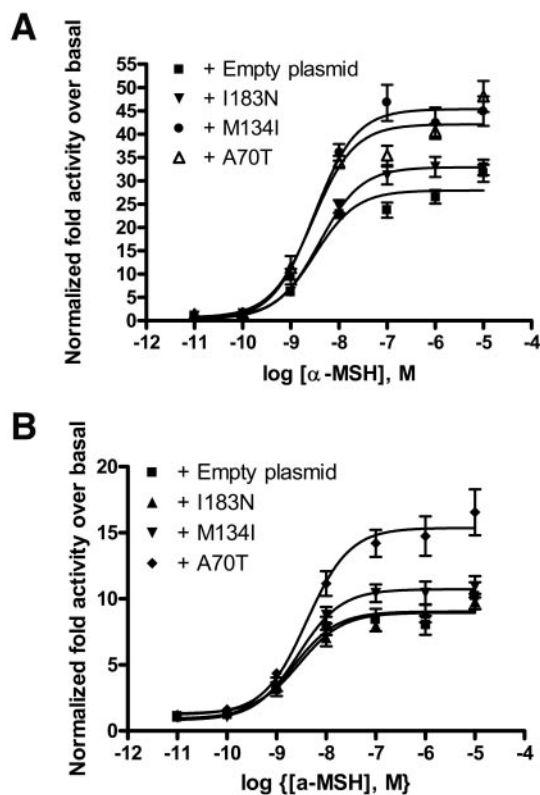 A
Normalized fold activity over basal
55
50
45
40
35
30
25
20
15
10
5
0
+ Empty plasmid
+ I183N
+ M134I
+ A70T
-12 -11 -10 -9 -8 -7 -6 -5 -4
log [α-MSH], M
B
Normalized fold activity over basal
20
15
10
5
0
+ Empty plasmid
+ I183N
+ M134I
+ A70T
-12 -11 -10 -9 -8 -7 -6 -5 -4
log {[a-MSH], M}